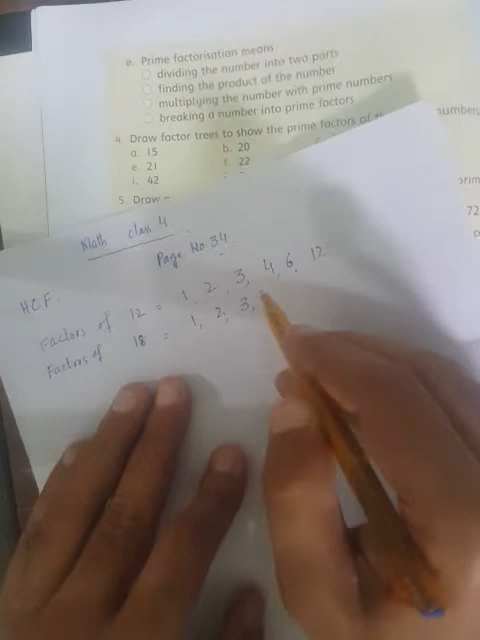 e. Prime factorisation means
dividing the number into two parts
finding the product of the number
multiplying the number with prime numbers
breaking a number into prime factors
4. Draw factor trees to show the prime factors of
numbers
a. 15 b. 20
e. 21 f. 22
i. 42
5. Draw
72
Math class 4
Page No 34.
HCF.
Factors of 12 = 1, 2, 3, 4, 6, 12
Factors of 18 = 1, 2, 3,